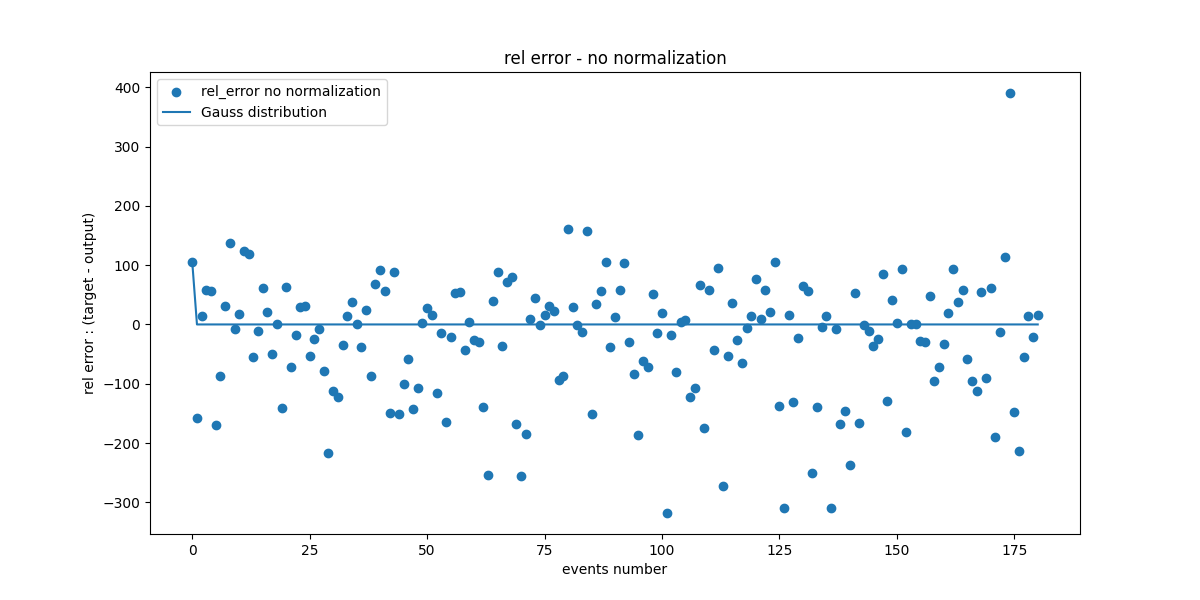 rel error - no normalization
rel_error no normalization
Gauss distribution
rel error : (target - output)
400
300
200
100
0
−100
−200
−300
0 25 50 75 100 125 150 175
events number